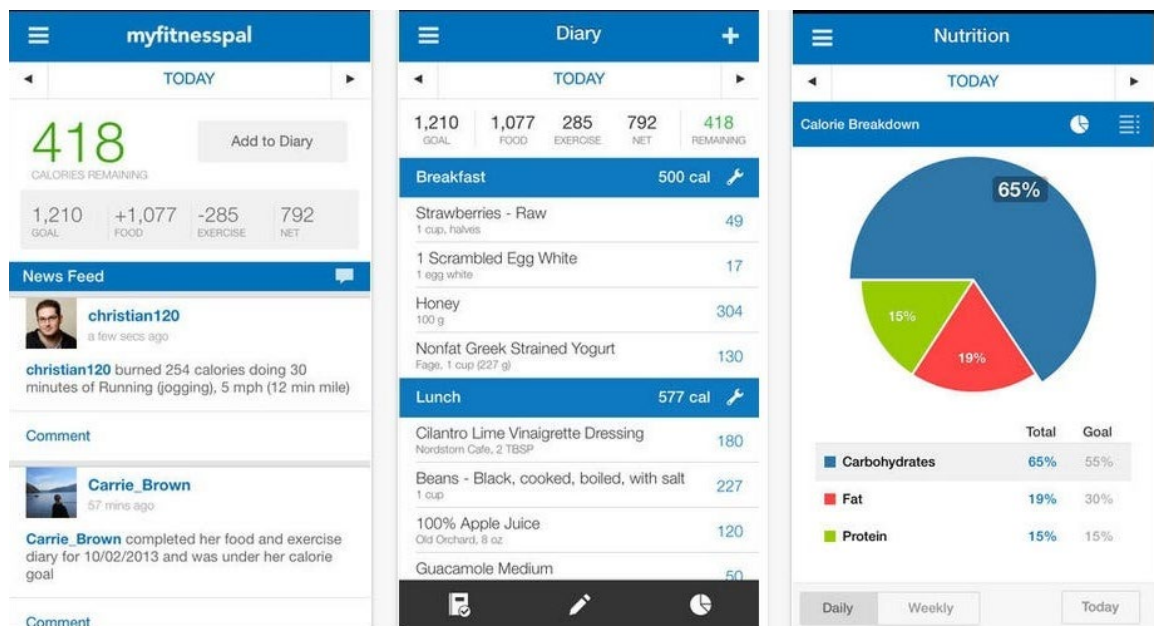 myfitnesspal
TODAY
418
CALORIES REMAINING
Add to Diary
1,210 +1,077 -285 792
GOAL FOOD EXERCISE NET
News Feed
christian120
a few secs ago
christian120 burned 254 calories doing 30
minutes of Running (jogging), 5 mph (12 min mile)
Comment
Carrie_Brown
57 mins ago
Carrie_Brown completed her food and exercise
diary for 10/02/2013 and was under her calorie
goal
Comment
Diary
TODAY
1,210 1,077 285 792 418
GOAL FOOD EXERCISE NET REMAINING
Breakfast 500 cal
Strawberries - Raw 49
1 cup, halves
1 Scrambled Egg White 17
1 egg white
Honey 304
100 g
Nonfat Greek Strained Yogurt 130
Fage, 1 cup (227 g)
Lunch 577 cal
Cilantro Lime Vinaigrette Dressing 180
Nordstom Cafe, 2 TBSP
Beans - Black, cooked, boiled, with salt 227
1 cup
100% Apple Juice 120
Old Orchard, 8 oz
Guacamole Medium 50
Nutrition
TODAY
Calorie Breakdown
65%
15%
19%
Total Goal
Carbohydrates 65% 55%
Fat 19% 30%
Protein 15% 15%
Daily Weekly Today